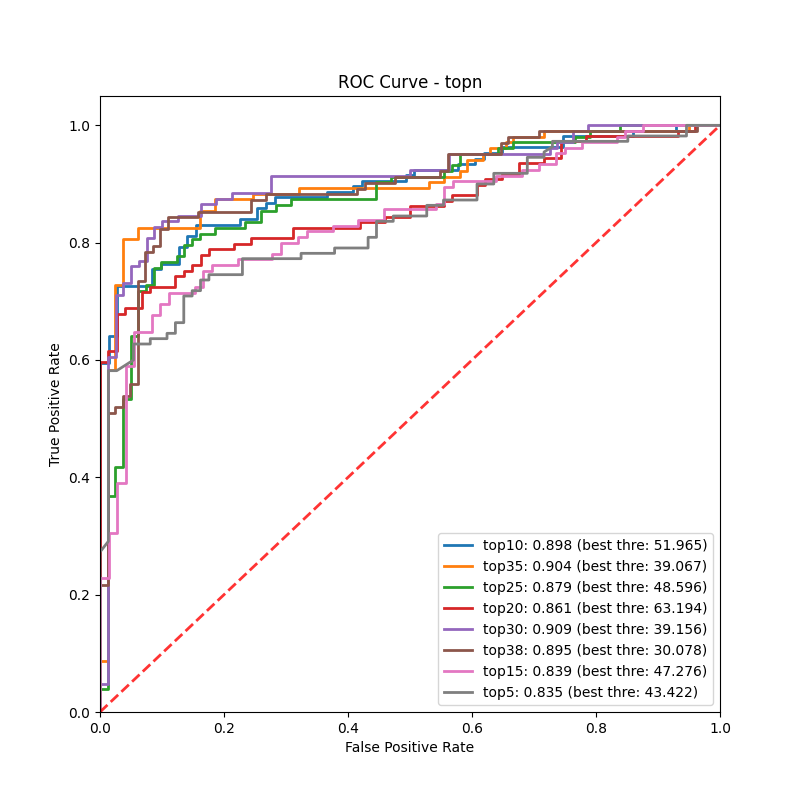 ROC Curve - topn
1.0
0.8
0.6
0.4
0.2
0.0
True Positive Rate
top10: 0.898 (best thre: 51.965)
top35: 0.904 (best thre: 39.067)
top25: 0.879 (best thre: 48.596)
top20: 0.861 (best thre: 63.194)
top30: 0.909 (best thre: 39.156)
top38: 0.895 (best thre: 30.078)
top15: 0.839 (best thre: 47.276)
top5: 0.835 (best thre: 43.422)
0.0 0.2 0.4 0.6 0.8 1.0
False Positive Rate